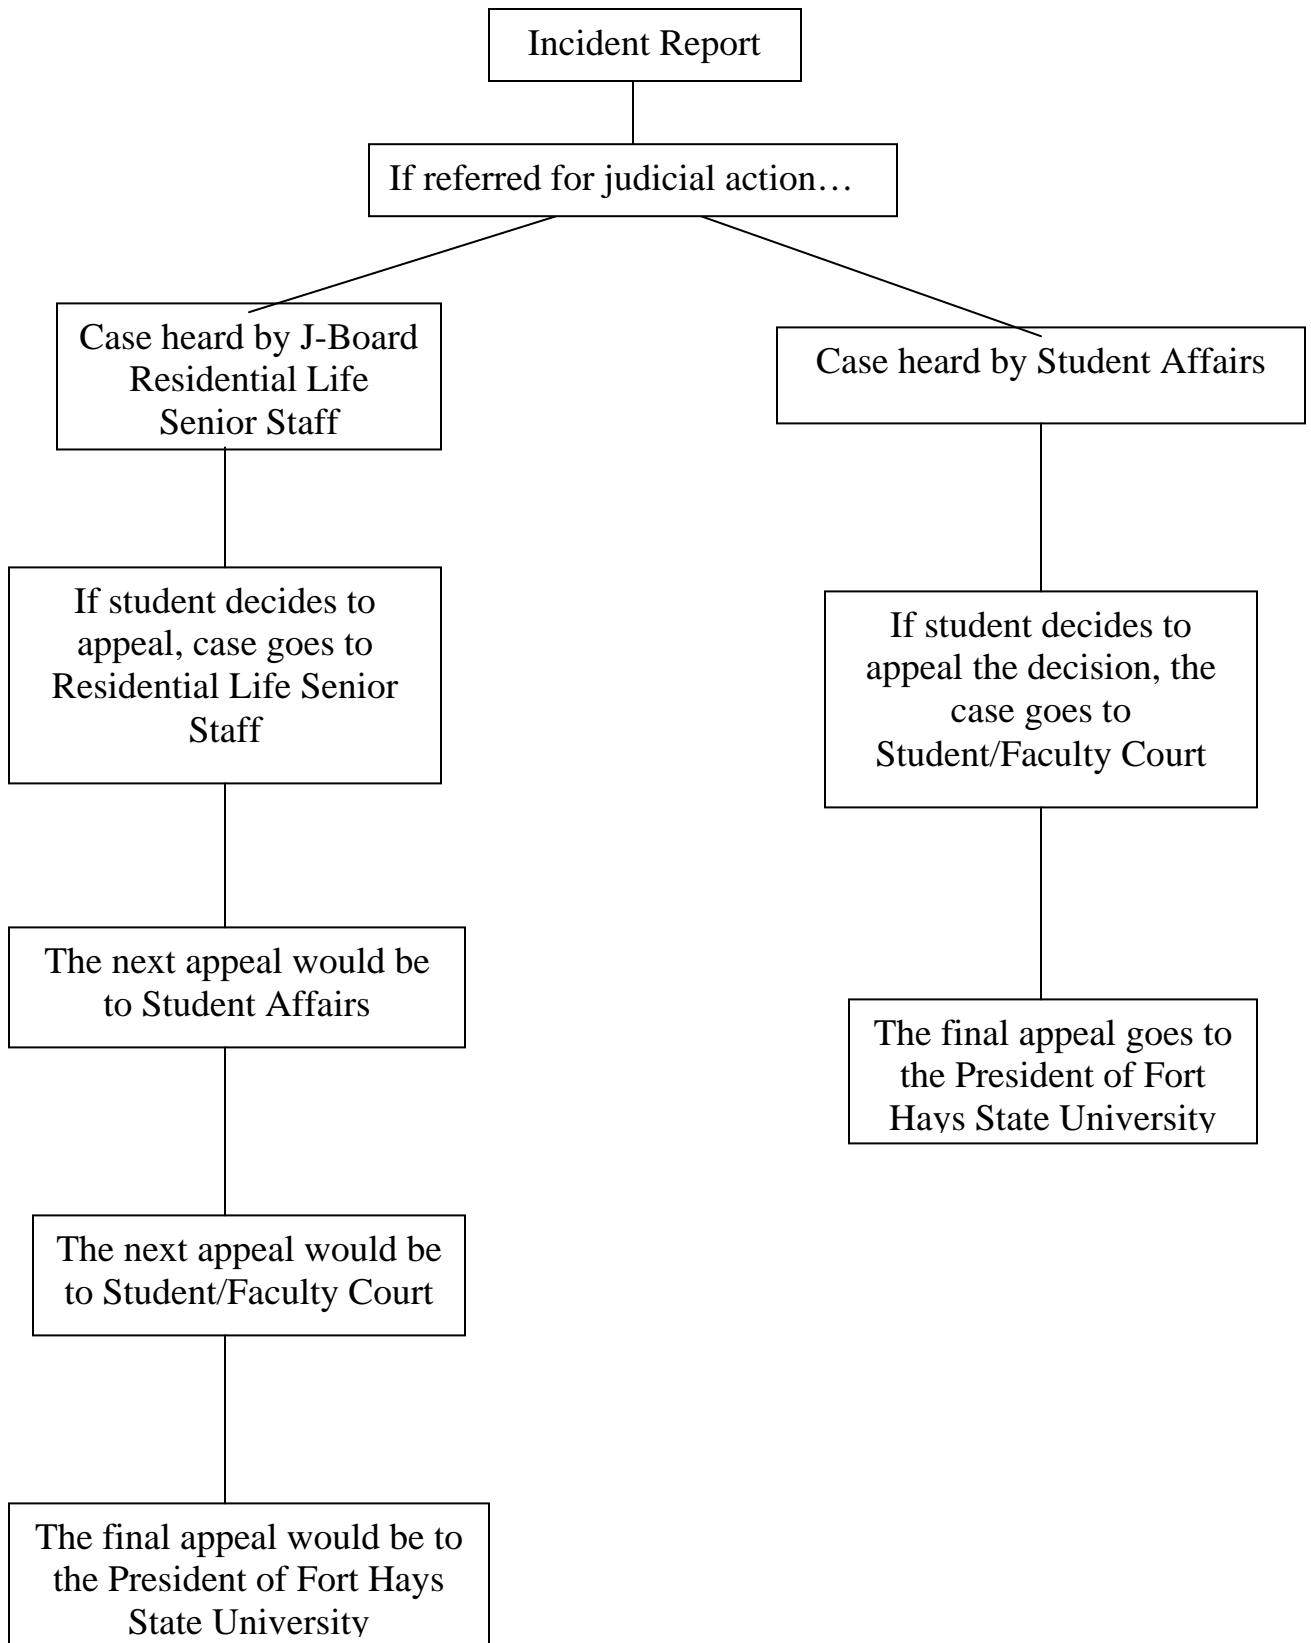 Incident Report
If referred for judicial action…
Case heard by J-Board
Residential Life
Senior Staff
Case heard by Student Affairs
If student decides to
appeal, case goes to
Residential Life Senior
Staff
If student decides to
appeal the decision, the
case goes to
Student/Faculty Court
The next appeal would be
to Student Affairs
The final appeal goes to
the President of Fort
Hays State University
The next appeal would be
to Student/Faculty Court
The final appeal would be to
the President of Fort Hays
State University